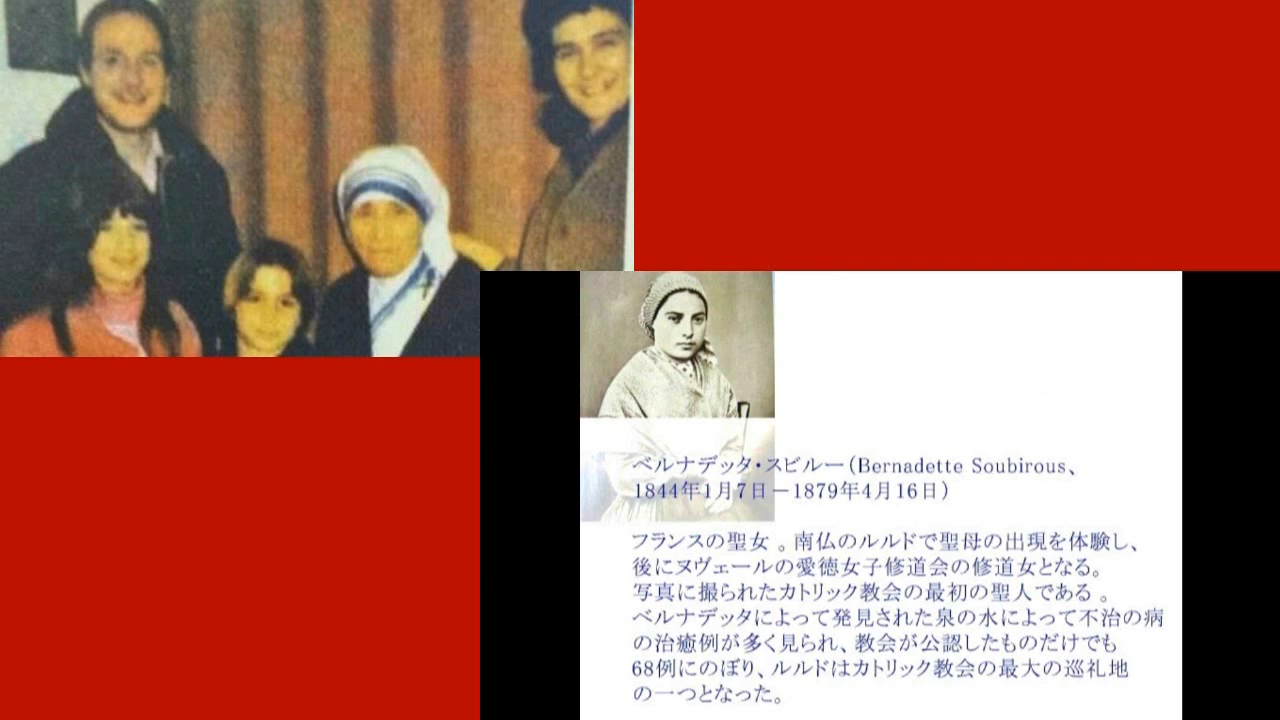 ベルナデッタ・スビルー（Bernadette Soubirous、
1844年1月7日－1879年4月16日）
フランスの聖女 。南仏のルルドで聖母の出現を体験し、
後にヌヴェールの愛徳女子修道会の修道女となる。
写真に撮られたカトリック教会の最初の聖人である 。
ベルナデッタによって発見された泉の水によって不治の病
の治癒例が多く見られ、教会が公認したものだけでも
68例にのぼり、ルルドはカトリック教会の最大の巡礼地
の一つとなった。